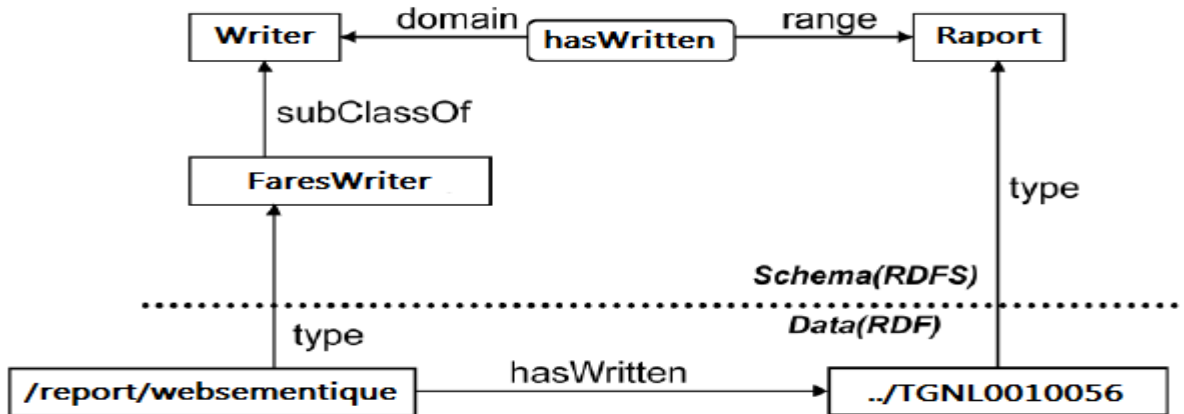 domain
range
Writer
hasWritten
Raport
subClassOf
FaresWriter
type
Schema(RDFS)
Data(RDF)
type
hasWritten
/report/websementique
../TGNL0010056